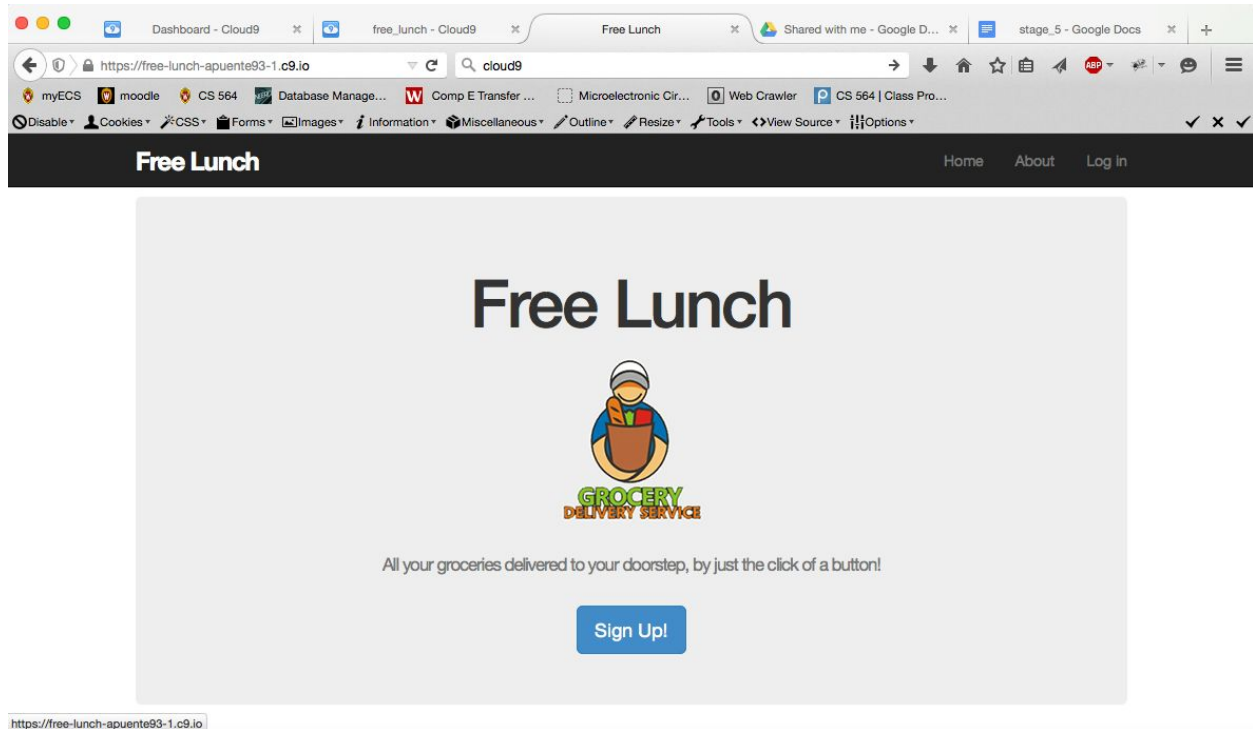 Dashboard - Cloud9
free_lunch - Cloud9
Free Lunch
Shared with me - Google D...
stage_5 - Google Docs
https://free-lunch-apuente93-1.c9.io
cloud9
ABP
myECS
moodle
CS 564
Database Manage...
Comp E Transfer ...
Microelectronic Cir...
Web Crawler
CS 564 | Class Pro...
Disable
Cookies
CSS
Forms
Images
Information
Miscellaneous
Outline
Resize
Tools
View Source
Options
Free Lunch
Home
About
Log in
Free Lunch
GROCERY
DELIVERY SERVICE
All your groceries delivered to your doorstep, by just the click of a button!
Sign Up!
https://free-lunch-apuente93-1.c9.io